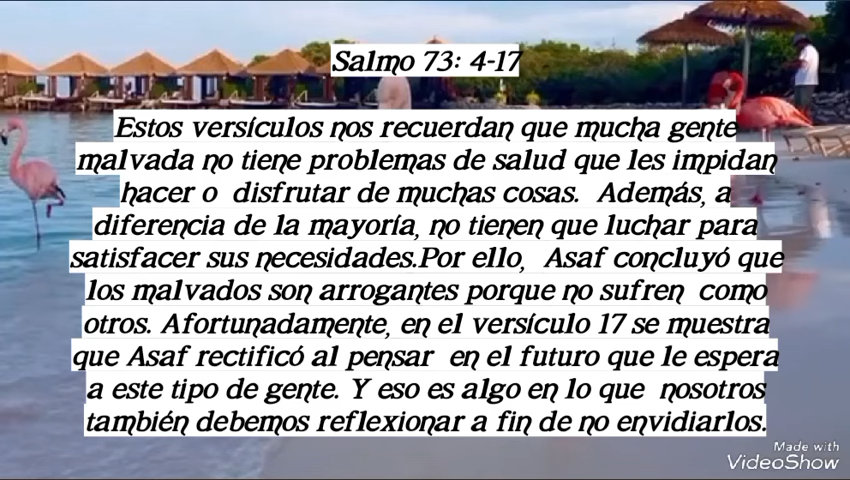 Salmo 73: 4-17
Estos versículos nos recuerdan que mucha gente
malvada no tiene problemas de salud que les impidan
hacer o disfrutar de muchas cosas. Además, a
diferencia de la mayoría, no tienen que luchar para
satisfacer sus necesidades.Por ello, Asaf concluyó que
los malvados son arrogantes porque no sufren como
otros. Afortunadamente, en el versículo 17 se muestra
que Asaf rectificó al pensar en el futuro que le espera
a este tipo de gente. Y eso es algo en lo que nosotros
también debemos reflexionar a fin de no envidiarlos.
Made with
VideoShow